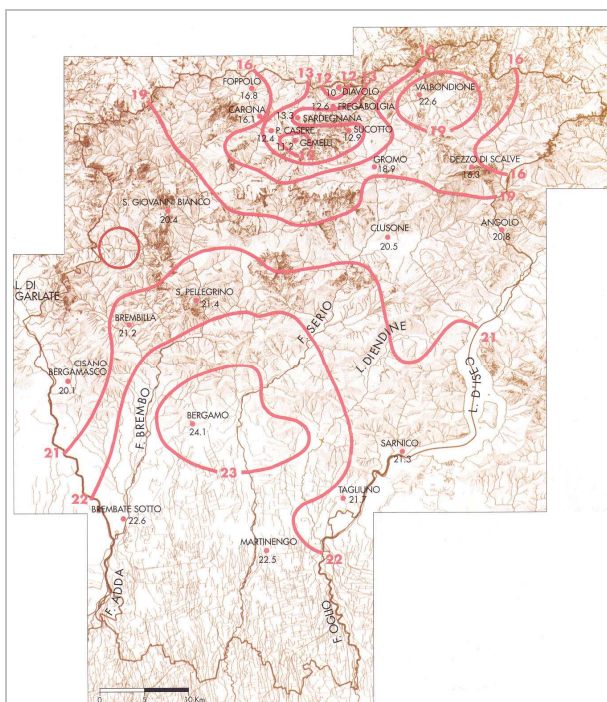 16
13
12
12
13
16
16
FOPPOLO
16.8
10
DIAVOLO
VALBONDIONE
22.6
19
CARONA
16.1
12.6
FREGABOLGIA
13.3
SARDEGNANA
P. CASERE
12.4
SUCOTTO
12.9
19
11.2
GEMELLI
GROMO
18.9
DEZZO DI SCALVE
16.3
16
19
S. GIOVANNI BIANCO
20.4
CLUSONE
20.5
ANGOLO
20.8
L. DI
GARLATE
S. PELLEGRINO
21.4
BREMBILLA
21.2
F. SERIO
L. D'ISEO
21
L.DIENDINE
CISANO
BERGAMASCO
20.1
F. BREMBO
BERGAMO
24.1
21
23
SARNICO
21.3
22
TAGLIUNO
21.7
BREMBATE SOTTO
22.6
MARTINENGO
22.5
22
F. ADDA
F. OGLIO
0
5
10 Km